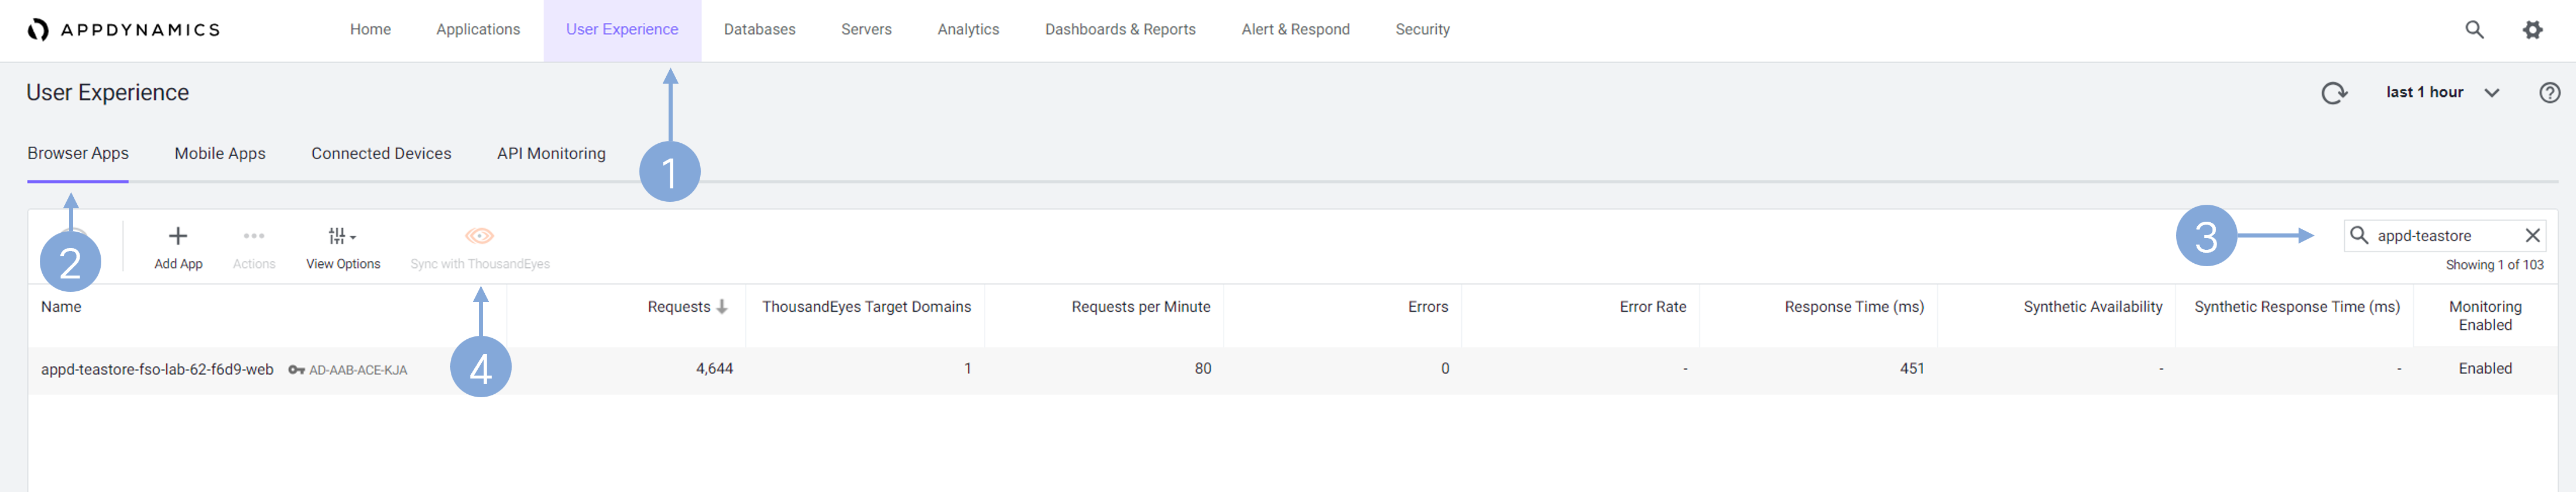 APPDYNAMICS Home Applications User Experience Databases Servers Analytics Dashboards & Reports Alert & Respond Security
User Experience last 1 hour
Browser Apps Mobile Apps Connected Devices API Monitoring
1
2
3
appd-teastore
Add App Actions View Options Sync with ThousandEyes
Showing 1 of 103
Name Requests ThousandEyes Target Domains Requests per Minute Errors Error Rate Response Time (ms) Synthetic Availability Synthetic Response Time (ms) Monitoring Enabled
4
appd-teastore-fso-lab-62-f6d9-web AD-AAB-ACE-KJA 4,644 1 80 0 - 451 - - Enabled